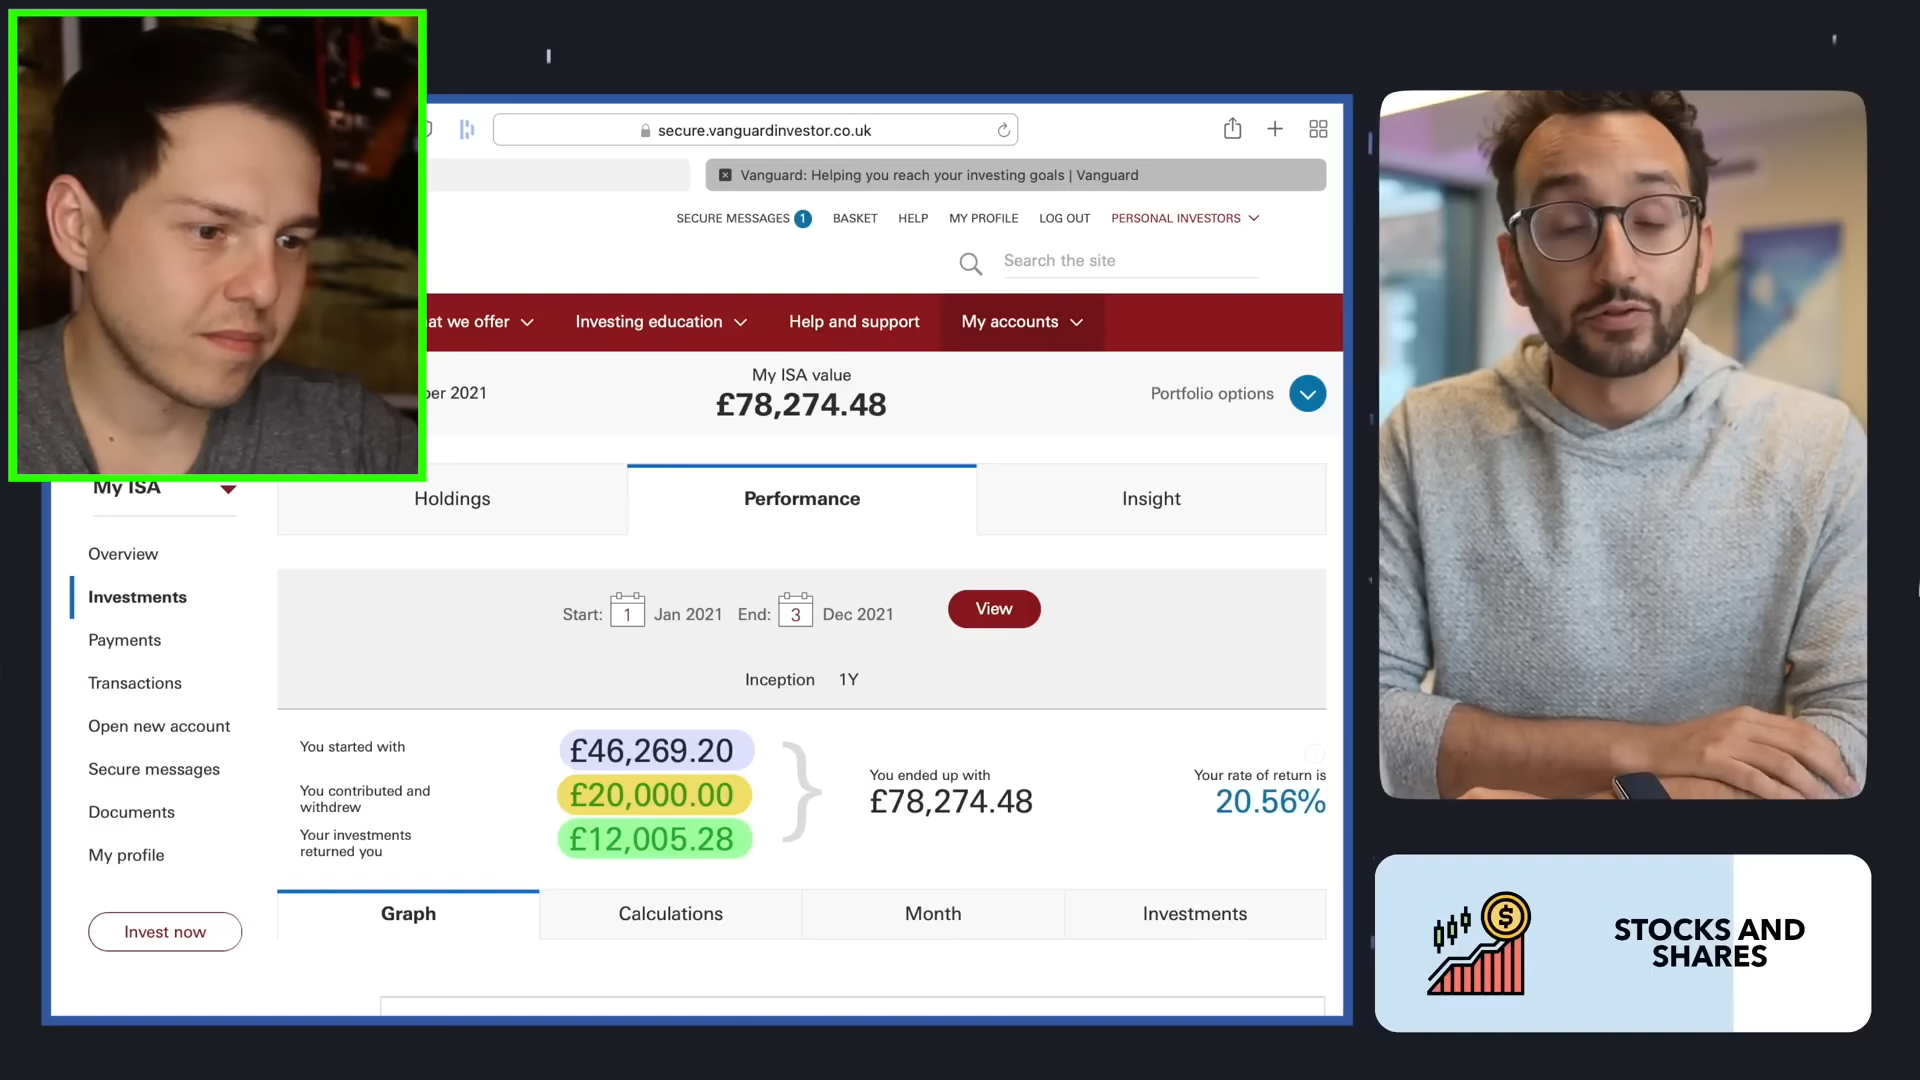 secure.vanguardinvestor.co.uk
Vanguard: Helping you reach your investing goals | Vanguard
SECURE MESSAGES 1 BASKET HELP MY PROFILE LOG OUT PERSONAL INVESTORS
Search the site
at we offer Investing education Help and support My accounts
ber 2021
My ISA value
£78,274.48
Portfolio options
My ISA
Overview
Investments
Payments
Transactions
Open new account
Secure messages
Documents
My profile
Invest now
Holdings Performance Insight
Start: 1 Jan 2021 End: 3 Dec 2021 View
Inception 1Y
You started with £46,269.20
You contributed and
withdrew
£20,000.00
Your investments
returned you
£12,005.28
You ended up with
£78,274.48
Your rate of return is
20.56%
Graph Calculations Month Investments
$
STOCKS AND
SHARES